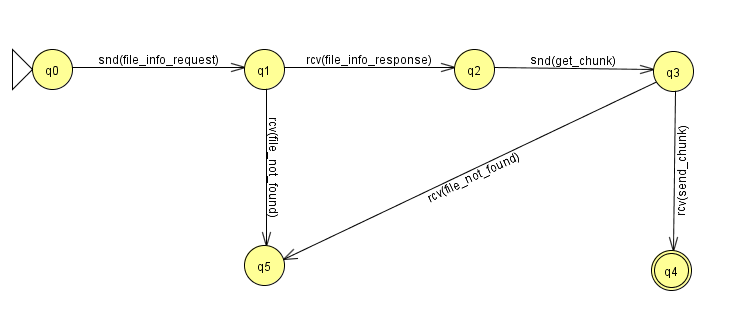 q0
snd(file_info_request)
q1
rcv(file_info_response)
q2
snd(get_chunk)
q3
rcv(file_not_found)
rcv(file_not_found)
rcv(send_chunk)
q5
q4